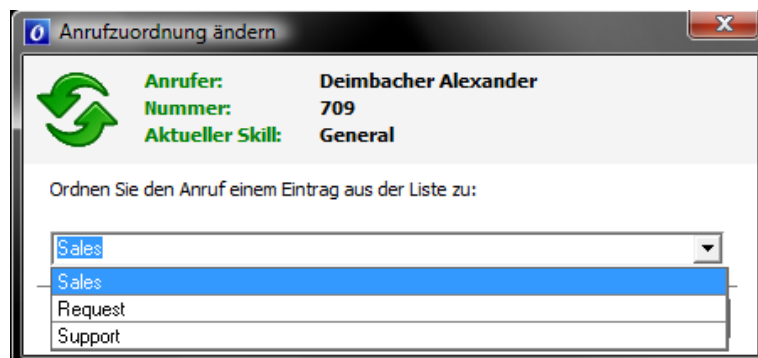 Anrufzuordnung ändern
Anrufer: Deimbacher Alexander
Nummer: 709
Aktueller Skill: General
Ordnen Sie den Anruf einem Eintrag aus der Liste zu:
Sales
Sales
Request
Support